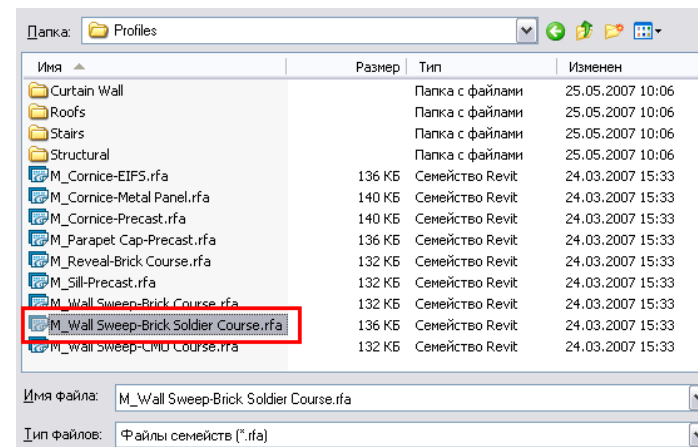 Папка: Profiles
Имя Размер Тип Изменен
Curtain Wall Папка с файлами 25.05.2007 10:06
Roofs Папка с файлами 25.05.2007 10:06
Stairs Папка с файлами 25.05.2007 10:06
Structural Папка с файлами 25.05.2007 10:06
M_Cornice-EIFS.rfa 136 КБ Семейство Revit 24.03.2007 15:33
M_Cornice-Metal Panel.rfa 140 КБ Семейство Revit 24.03.2007 15:33
M_Cornice-Precast.rfa 140 КБ Семейство Revit 24.03.2007 15:33
M_Parapet Cap-Precast.rfa 136 КБ Семейство Revit 24.03.2007 15:33
M_Reveal-Brick Course.rfa 132 КБ Семейство Revit 24.03.2007 15:33
M_Sill-Precast.rfa 132 КБ Семейство Revit 24.03.2007 15:33
M_Wall Sweep-Brick Course.rfa 132 КБ Семейство Revit 24.03.2007 15:33
M_Wall Sweep-Brick Soldier Course.rfa 136 КБ Семейство Revit 24.03.2007 15:33
M_Wall Sweep-CMU Course.rfa 132 КБ Семейство Revit 24.03.2007 15:33
Имя файла: M_Wall Sweep-Brick Soldier Course.rfa
Тип файлов: Файлы семейств (*.rfa)